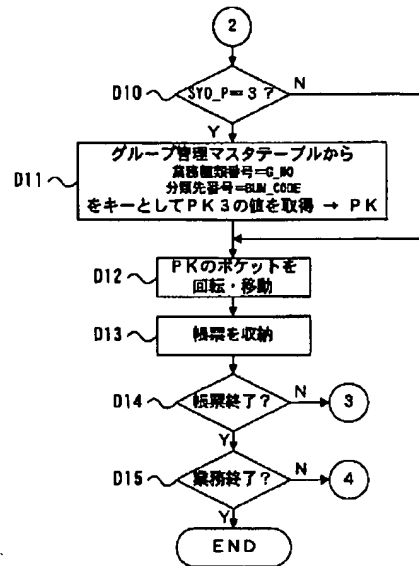 2
D10 SYO_P=3? N
Y
グループ管理マスタテーブルから
業務種類番号=G_NO
D11 分類先番号=BUN_CODE
をキーとしてPK3の値を取得 → PK
D12 PKのポケットを
回転・移動
D13 帳票を収納
D14 帳票終了? N 3
Y
D15 業務終了? N 4
Y
END